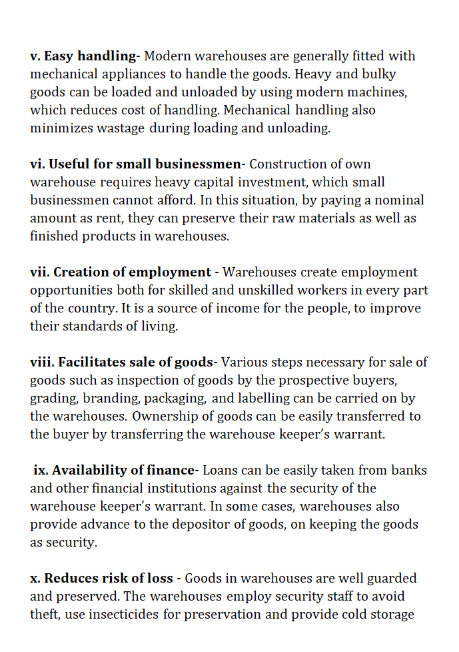 v. Easy handling- Modern warehouses are generally fitted with
mechanical appliances to handle the goods. Heavy and bulky
goods can be loaded and unloaded by using modern machines,
which reduces cost of handling. Mechanical handling also
minimizes wastage during loading and unloading.
vi. Useful for small businessmen- Construction of own
warehouse requires heavy capital investment, which small
businessmen cannot afford. In this situation, by paying a nominal
amount as rent, they can preserve their raw materials as well as
finished products in warehouses.
vii. Creation of employment - Warehouses create employment
opportunities both for skilled and unskilled workers in every part
of the country. It is a source of income for the people, to improve
their standards of living.
viii. Facilitates sale of goods- Various steps necessary for sale of
goods such as inspection of goods by the prospective buyers,
grading, branding, packaging, and labelling can be carried on by
the warehouses. Ownership of goods can be easily transferred to
the buyer by transferring the warehouse keeper's warrant.
ix. Availability of finance- Loans can be easily taken from banks
and other financial institutions against the security of the
warehouse keeper's warrant. In some cases, warehouses also
provide advance to the depositor of goods, on keeping the goods
as security.
x. Reduces risk of loss - Goods in warehouses are well guarded
and preserved. The warehouses employ security staff to avoid
theft, use insecticides for preservation and provide cold storage